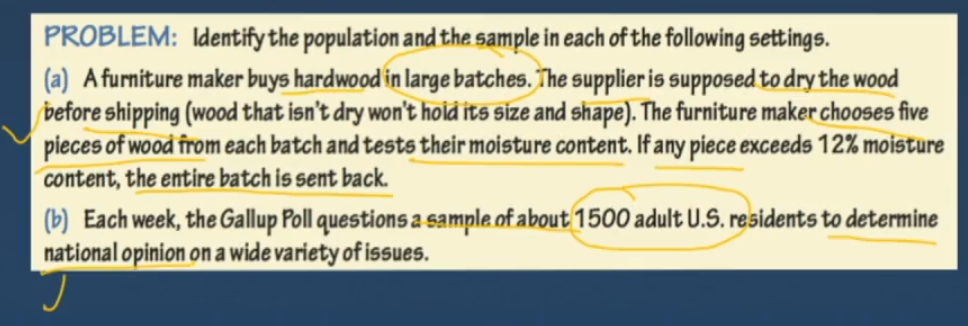 PROBLEM: Identify the population and the sample in each of the following settings.
(a) A furniture maker buys hardwood in large batches. The supplier is supposed to dry the wood
before shipping (wood that isn't dry won't hold its size and shape). The furniture maker chooses five
pieces of wood from each batch and tests their moisture content. If any piece exceeds 12% moisture
content, the entire batch is sent back.
(b) Each week, the Gallup Poll questions a sample of about 1500 adult U.S. residents to determine
national opinion on a wide variety of issues.